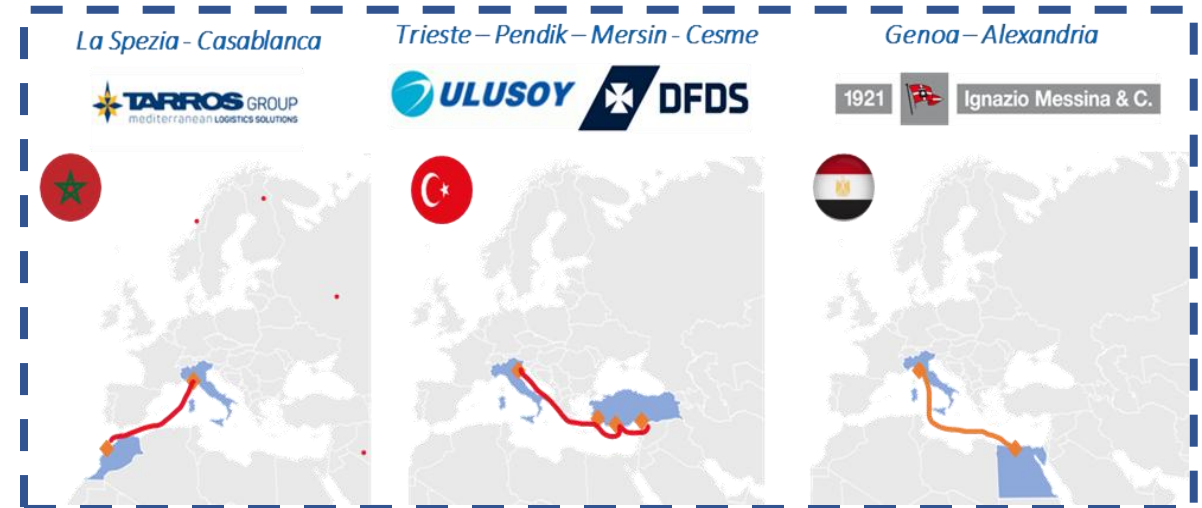 La Spezia - Casablanca
TARROS GROUP
mediterranean LOGISTICS SOLUTIONS
Trieste – Pendik – Mersin - Cesme
ULUSOY
DFDS
Genoa – Alexandria
1921
Ignazio Messina & C.